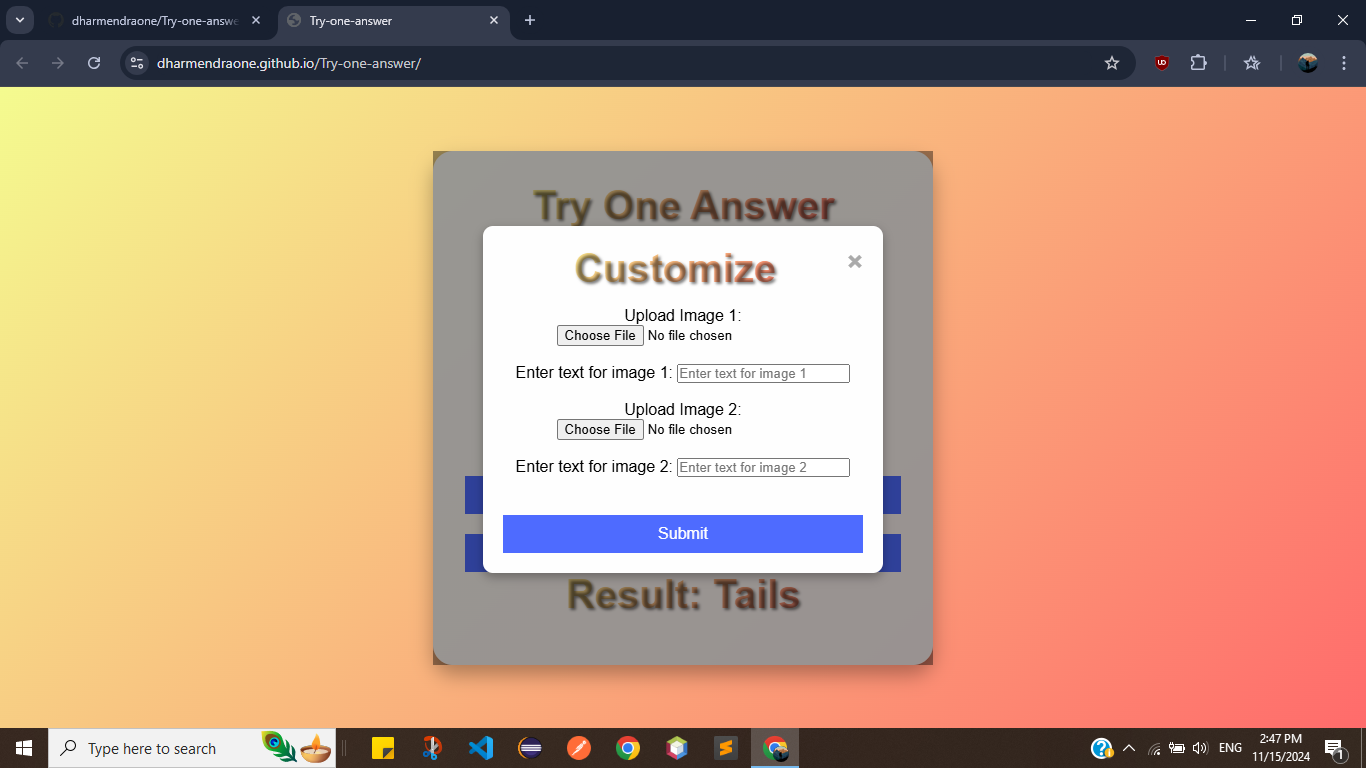 dharmendraone/Try-one-answe
Try-one-answer
dharmendraone.github.io/Try-one-answer/
Try One Answer
Customize
Upload Image 1:
Choose File No file chosen
Enter text for image 1: Enter text for image 1
Upload Image 2:
Choose File No file chosen
Enter text for image 2: Enter text for image 2
Submit
Result: Tails
Type here to search
ENG
2:47 PM
11/15/2024
1